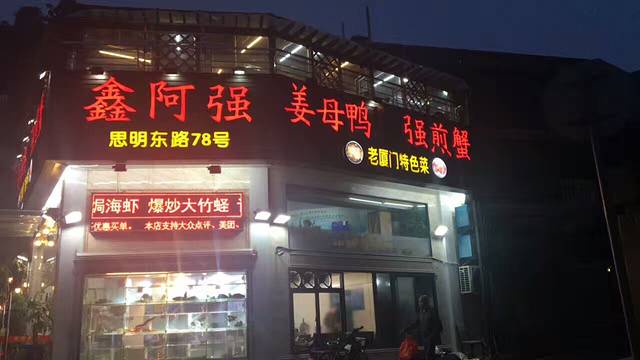 鑫阿强
姜母鸭
强煎蟹
思明东路78号
老厦门特色菜
焗海虾 爆炒大竹蛏
优惠买单。 本店支持大众点评、美团、